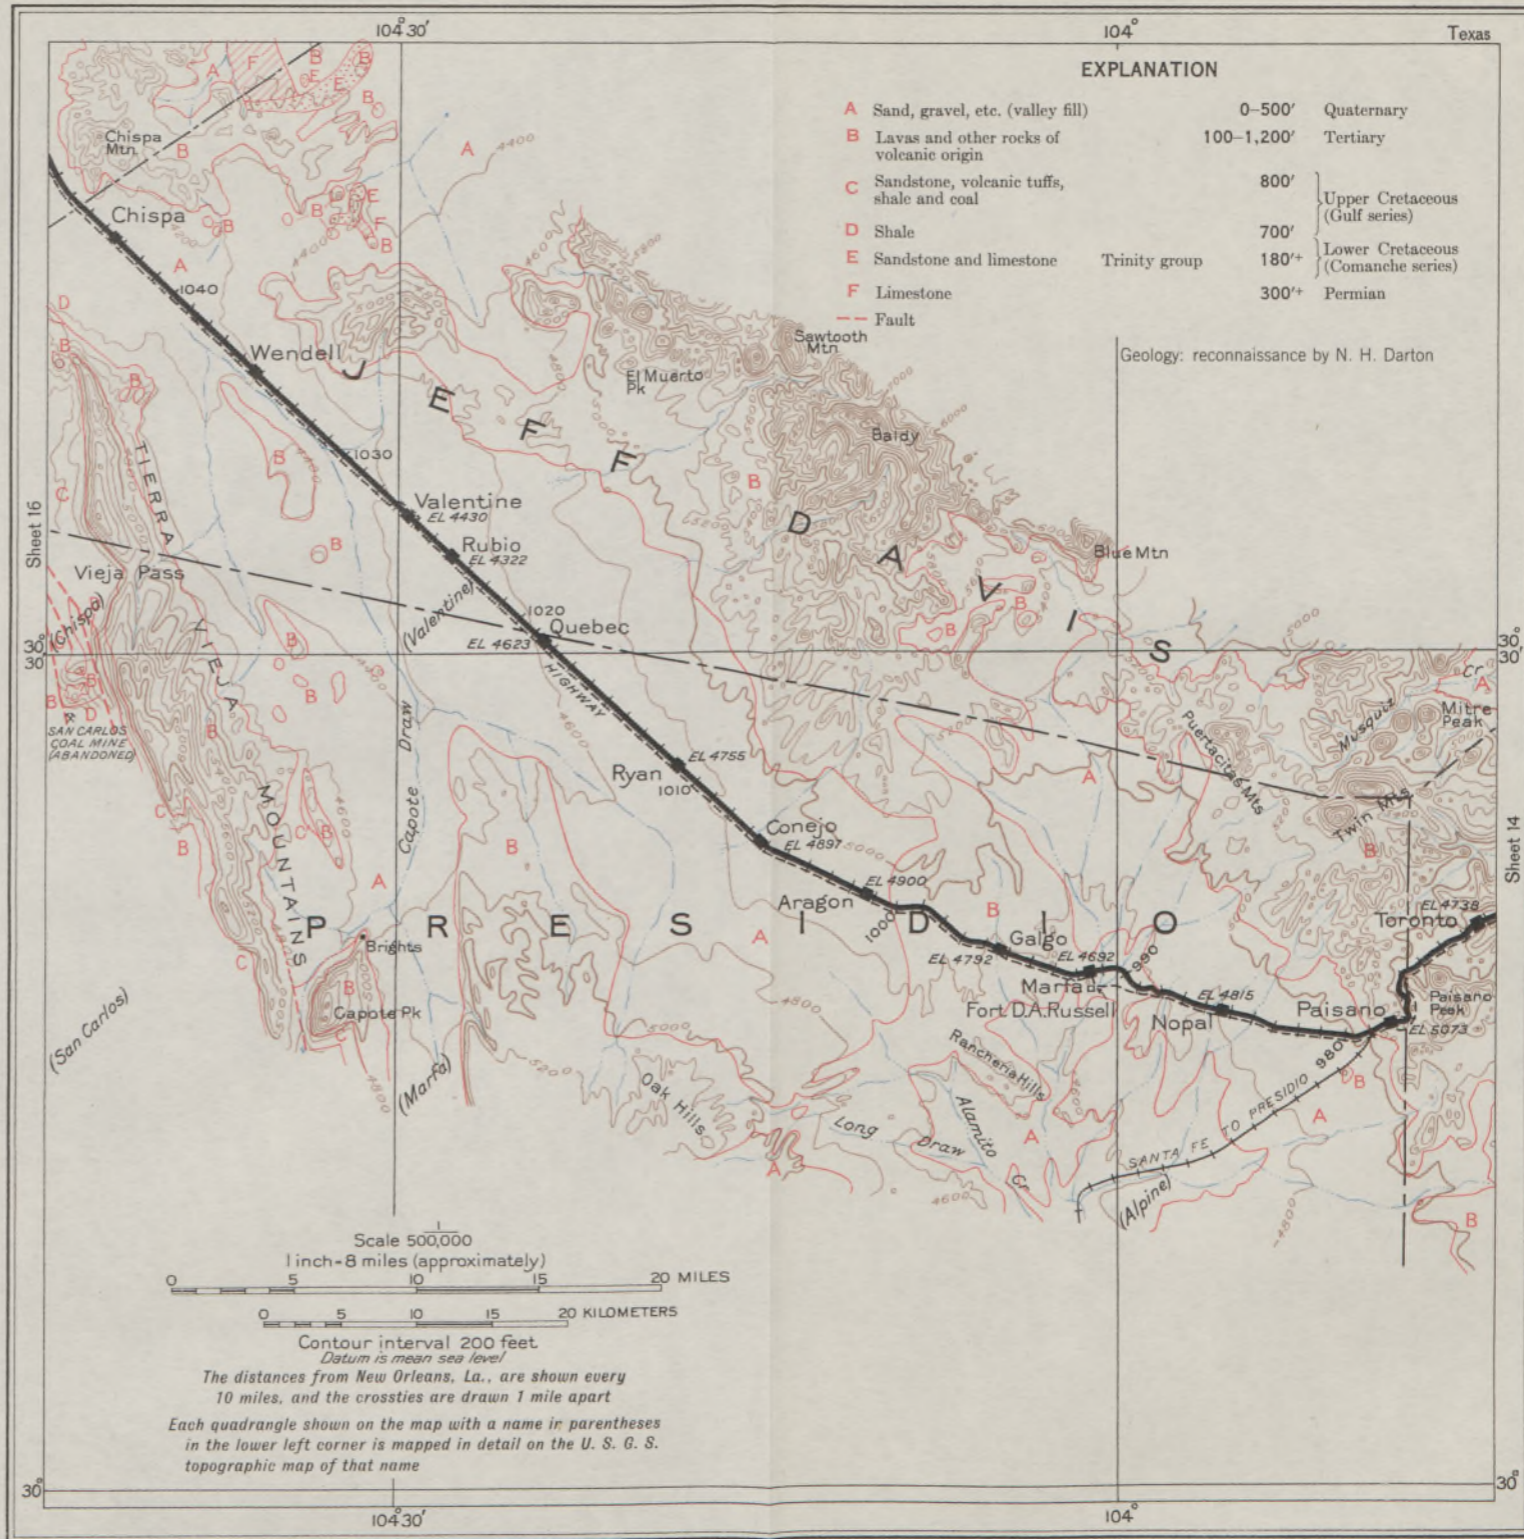 104°30'
104°
Texas
EXPLANATION
A Sand, gravel, etc. (valley fill) 0–500' Quaternary
B Lavas and other rocks of volcanic origin 100–1,200' Tertiary
C Sandstone, volcanic tuffs, shale and coal 800'
Upper Cretaceous (Gulf series)
D Shale 700'
E Sandstone and limestone Trinity group 180'+
Lower Cretaceous (Comanche series)
F Limestone 300'+ Permian
Fault
Geology: reconnaissance by N. H. Darton
Chispa Mtn
Chispa
4400
4200
4400
4600
4800
1040
Wendell
Sawtooth Mtn
El Muerto Pk
Baldy
JEFF DAVIS
1030
Valentine
EL 4430
Rubio
EL 4322
Blue Mtn
Sheet 16
TIERRA VIEJA MOUNTAINS
Vieja Pass
(Chispa)
(Valentine)
1020
Quebec
EL 4623
HIGHWAY
30°30'
30°30'
SAN CARLOS COAL MINE (ABANDONED)
Capote Draw
Ryan
EL 4755
1010
Puertacitas Mts
Musquiz Cr
Mitre Peak
Twin Mts
Conejo
EL 4897
Sheet 14
Aragon
EL 4900
1000
PRESIDIO
Galgo
EL 4792
EL 4692
Marfa
990
Fort D.A. Russell
EL 4815
Nopal
Toronto
EL 4738
Paisano
Paisano Peak
EL 5073
980
Brights
Capote Pk
(San Carlos)
(Marfa)
4800
5000
5200
Oak Hills
Rancheria Hills
Long Draw
Alamito Cr
4600
SANTA FE TO PRESIDIO
(Alpine)
4800
Scale 1/500,000
1 inch=8 miles (approximately)
0 5 10 15 20 MILES
0 5 10 15 20 KILOMETERS
Contour interval 200 feet
Datum is mean sea level
The distances from New Orleans, La., are shown every
10 miles, and the crossties are drawn 1 mile apart
Each quadrangle shown on the map with a name in parentheses
in the lower left corner is mapped in detail on the U. S. G. S.
topographic map of that name
30°
30°
104°30'
104°